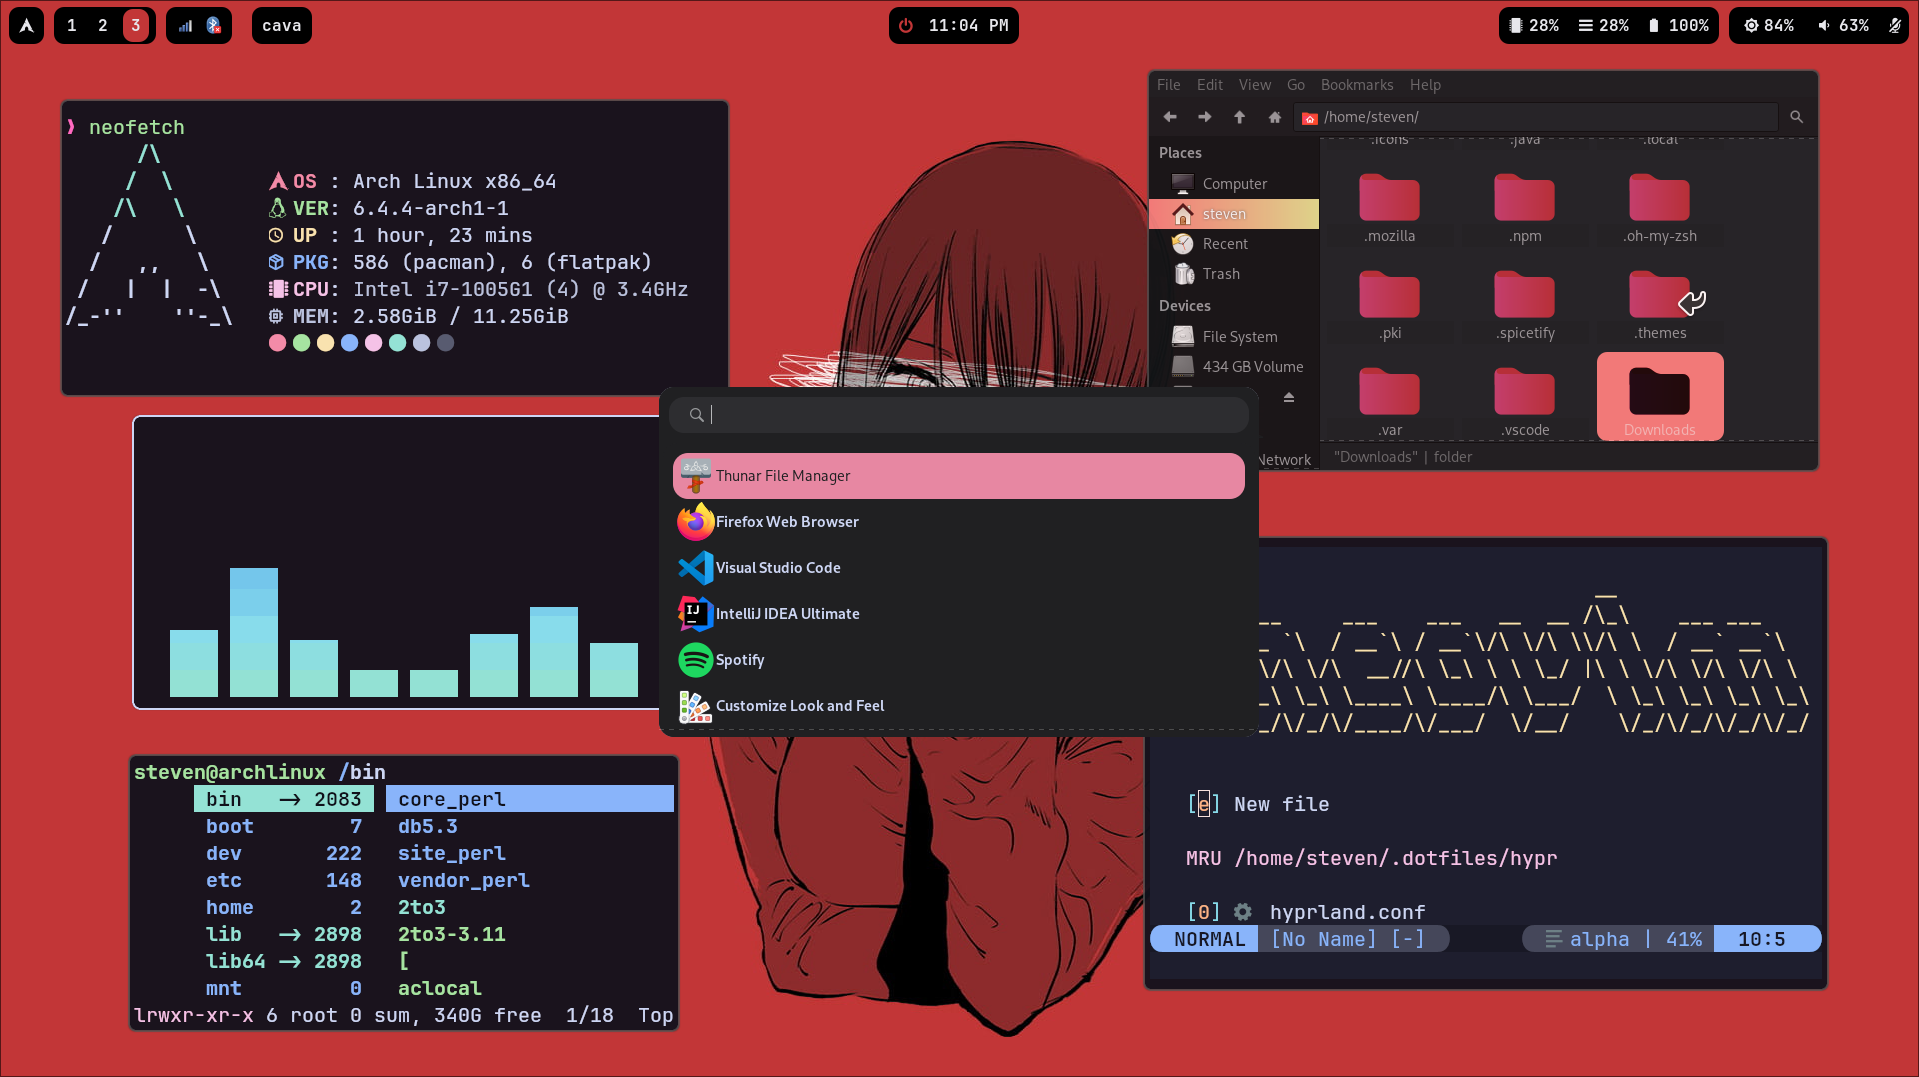 1 2 3
cava
11:04 PM
28% 28% 100%
84% 63%
❱ neofetch
OS : Arch Linux x86_64
VER: 6.4.4-arch1-1
UP : 1 hour, 23 mins
PKG: 586 (pacman), 6 (flatpak)
CPU: Intel i7-1005G1 (4) @ 3.4GHz
MEM: 2.58GiB / 11.25GiB
File Edit View Go Bookmarks Help
/home/steven/
Places
Computer
steven
Recent
Trash
Devices
File System
434 GB Volume
Network
.icons .java .local
.mozilla .npm .oh-my-zsh
.pki .spicetify .themes
.var .vscode Downloads
"Downloads" | folder
Thunar File Manager
Firefox Web Browser
Visual Studio Code
IJ
IntelliJ IDEA Ultimate
Spotify
Customize Look and Feel
steven@archlinux /bin
bin -> 2083 core_perl
boot 7 db5.3
dev 222 site_perl
etc 148 vendor_perl
home 2 2to3
lib -> 2898 2to3-3.11
lib64 -> 2898 [
mnt 0 aclocal
lrwxr-xr-x 6 root 0 sum, 340G free 1/18 Top
[e] New file
MRU /home/steven/.dotfiles/hypr
[0] hyprland.conf
NORMAL [No Name] [-] alpha | 41% 10:5